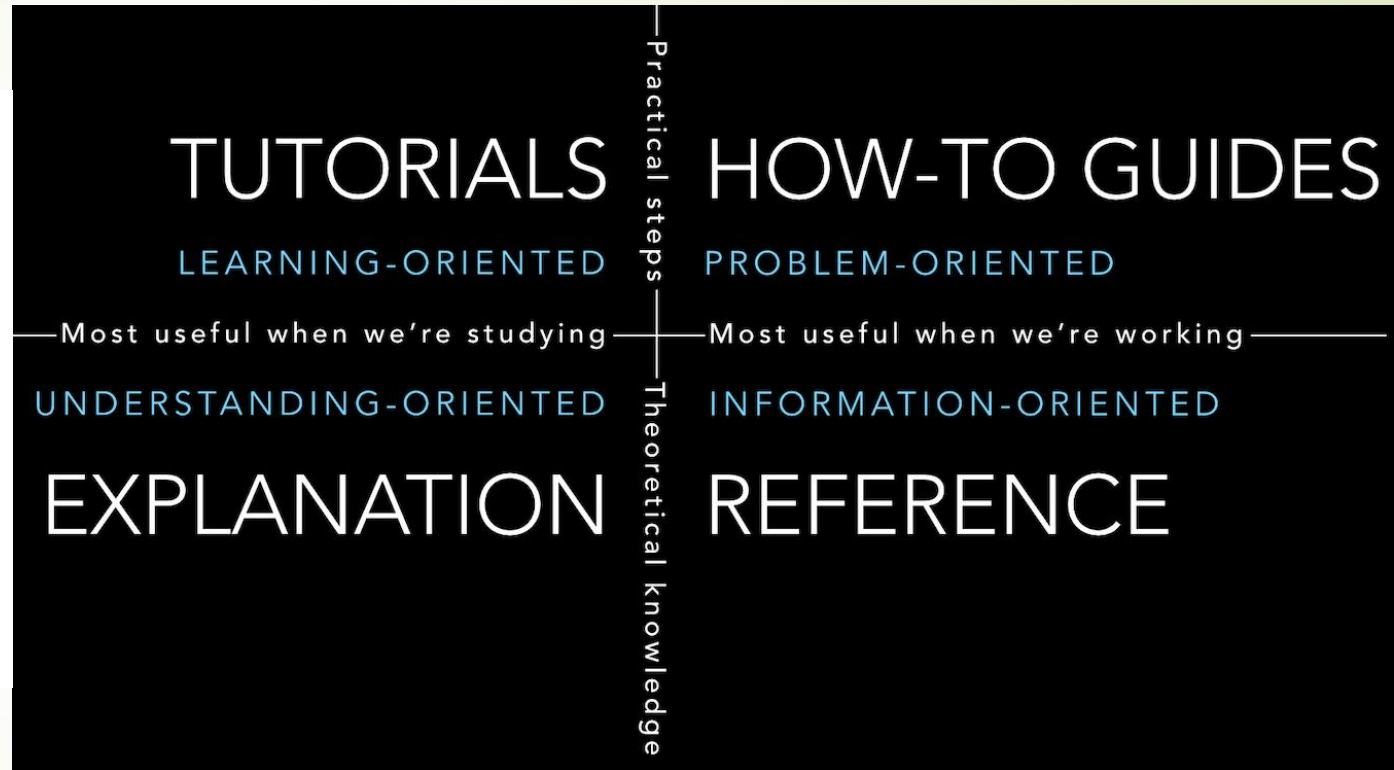 Practical steps
TUTORIALS
HOW-TO GUIDES
LEARNING-ORIENTED
PROBLEM-ORIENTED
Most useful when we're studying
Most useful when we're working
UNDERSTANDING-ORIENTED
INFORMATION-ORIENTED
Theoretical knowledge
EXPLANATION
REFERENCE